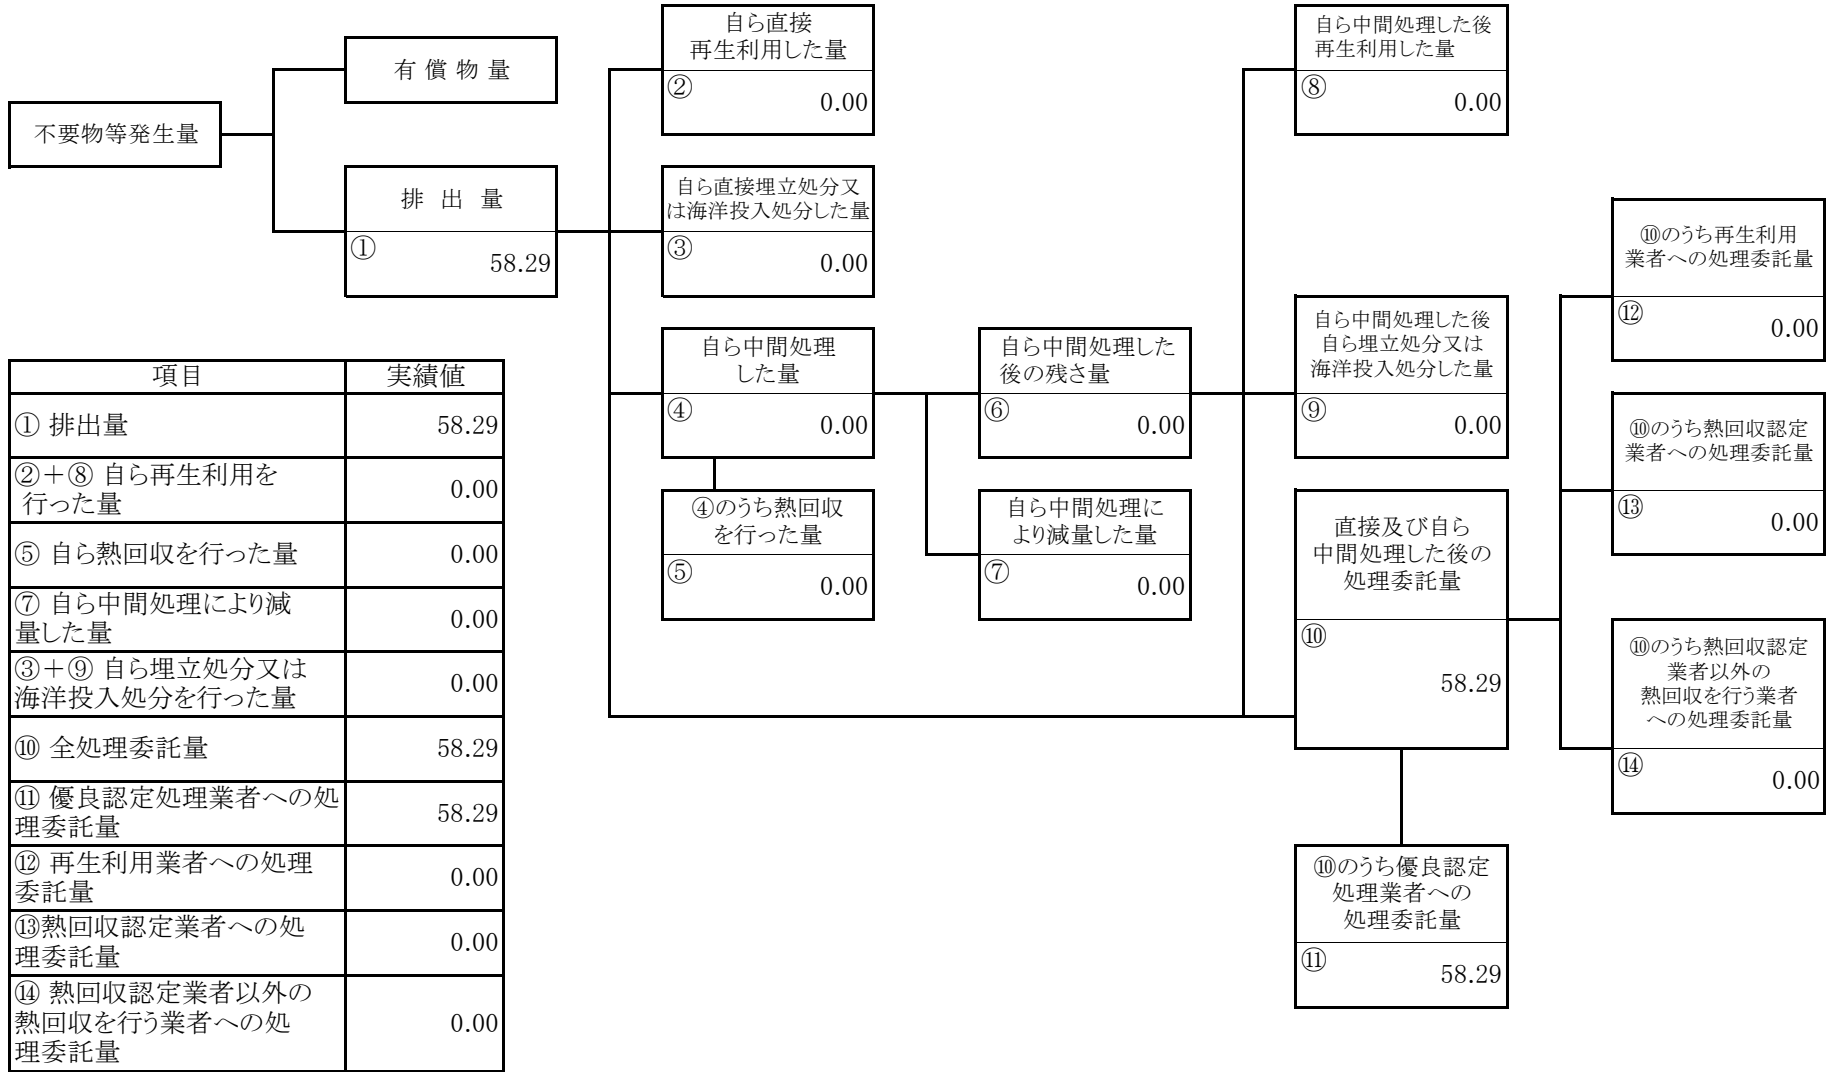 不要物等発生量
有 償 物 量
排 出 量
①
58.29
自ら直接
再生利用した量
②
0.00
自ら直接埋立処分又
は海洋投入処分した量
③
0.00
自ら中間処理
した量
④
0.00
④のうち熱回収
を行った量
⑤
0.00
自ら中間処理した
後の残さ量
⑥
0.00
自ら中間処理に
より減量した量
⑦
0.00
自ら中間処理した後
再生利用した量
⑧
0.00
自ら中間処理した後
自ら埋立処分又は
海洋投入処分した量
⑨
0.00
直接及び自ら
中間処理した後の
処理委託量
⑩
58.29
⑩のうち優良認定
処理業者への
処理委託量
⑪
58.29
⑩のうち再生利用
業者への処理委託量
⑫
0.00
⑩のうち熱回収認定
業者への処理委託量
⑬
0.00
⑩のうち熱回収認定
業者以外の
熱回収を行う業者
への処理委託量
⑭
0.00
項目 実績値
① 排出量 58.29
②＋⑧ 自ら再生利用を
行った量 0.00
⑤ 自ら熱回収を行った量 0.00
⑦ 自ら中間処理により減
量した量 0.00
③＋⑨ 自ら埋立処分又は
海洋投入処分を行った量 0.00
⑩ 全処理委託量 58.29
⑪ 優良認定処理業者への処
理委託量 58.29
⑫ 再生利用業者への処理
委託量 0.00
⑬熱回収認定業者への処
理委託量 0.00
⑭ 熱回収認定業者以外の
熱回収を行う業者への処
理委託量 0.00